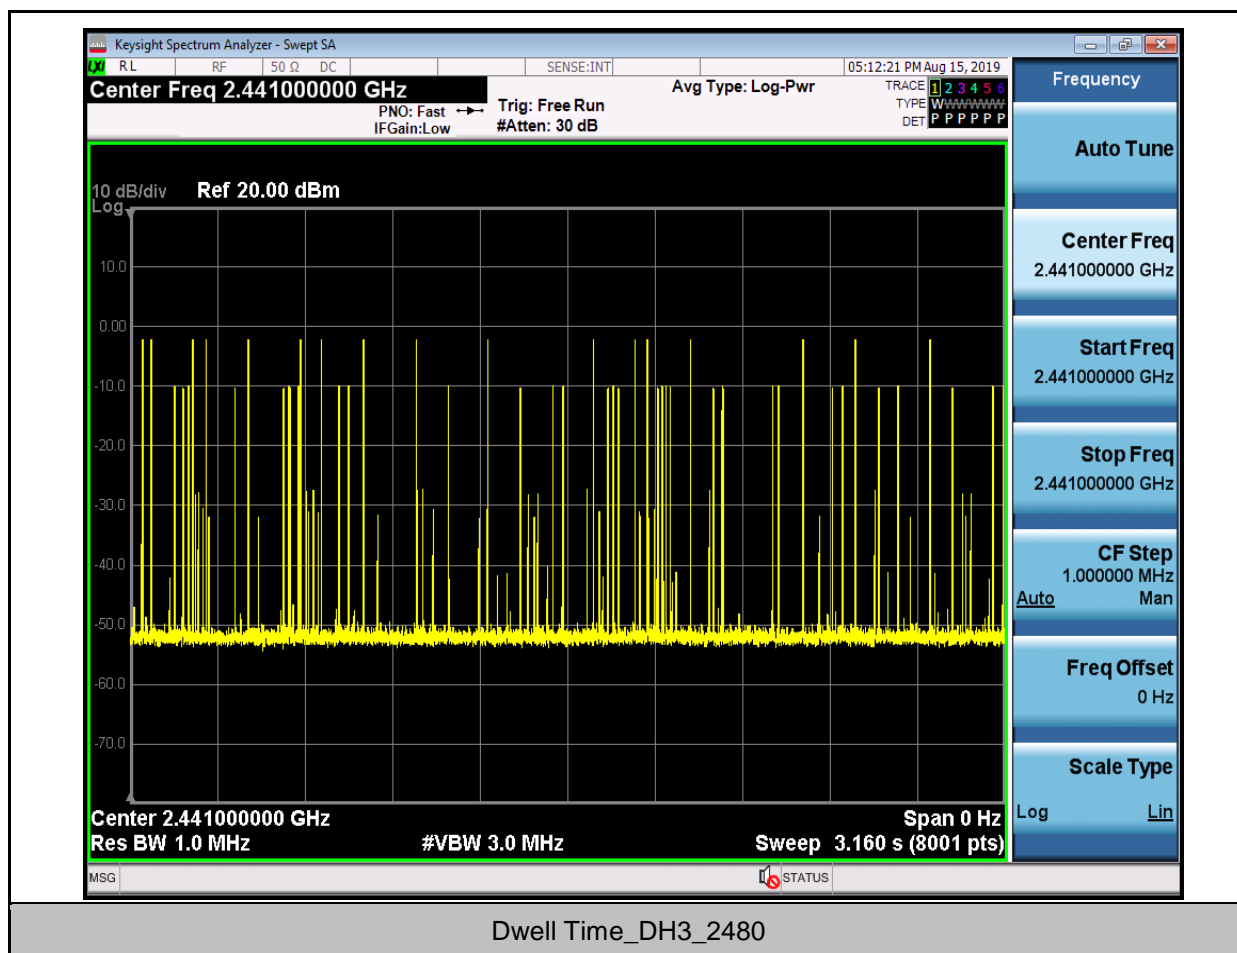 Keysight Spectrum Analyzer - Swept SA
LXI RL RF 50 Ω DC SENSE:INT 05:12:21 PM Aug 15, 2019
Center Freq 2.441000000 GHz
PNO: Fast
IFGain:Low
Trig: Free Run
#Atten: 30 dB
Avg Type: Log-Pwr
TRACE 1 2 3 4 5 6
TYPE WWWWWW
DET P P P P P P
10 dB/div Ref 20.00 dBm
Log
10.0
0.00
-10.0
-20.0
-30.0
-40.0
-50.0
-60.0
-70.0
Center 2.441000000 GHz Span 0 Hz
Res BW 1.0 MHz #VBW 3.0 MHz Sweep 3.160 s (8001 pts)
MSG STATUS
Frequency
Auto Tune
Center Freq
2.441000000 GHz
Start Freq
2.441000000 GHz
Stop Freq
2.441000000 GHz
CF Step
1.000000 MHz
Auto Man
Freq Offset
0 Hz
Scale Type
Log Lin
Dwell Time_DH3_2480